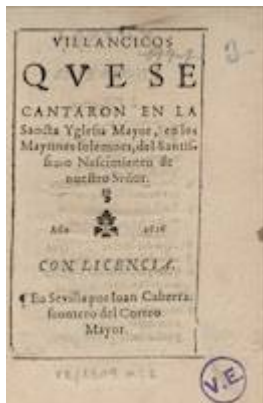 VILLANCICOS
QVE SE
CANTARON EN LA
Sancta Yglesia Mayor, en los
Maytines solemnes, del Santis-
simo Nascimiento de
nuestro Señor.
Año
CON LICENCIA.
¶ En Sevilla por Iuan Cabrera
frontero del Correo
Mayor.
V.E